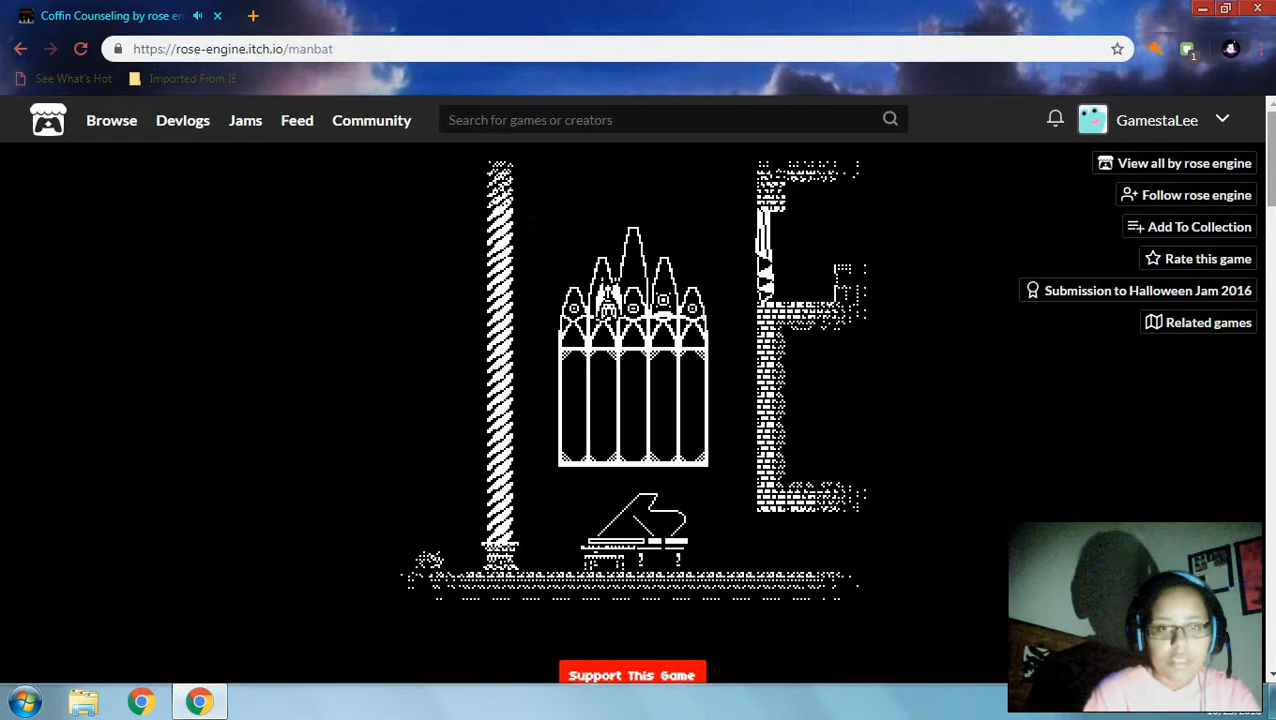 Coffin Counseling by rose en
https://rose-engine.itch.io/manbat
1
See What's Hot
Imported From IE
Browse
Devlogs
Jams
Feed
Community
Search for games or creators
GamestaLee
View all by rose engine
Follow rose engine
Add To Collection
Rate this game
Submission to Halloween Jam 2016
Related games
Support This Game